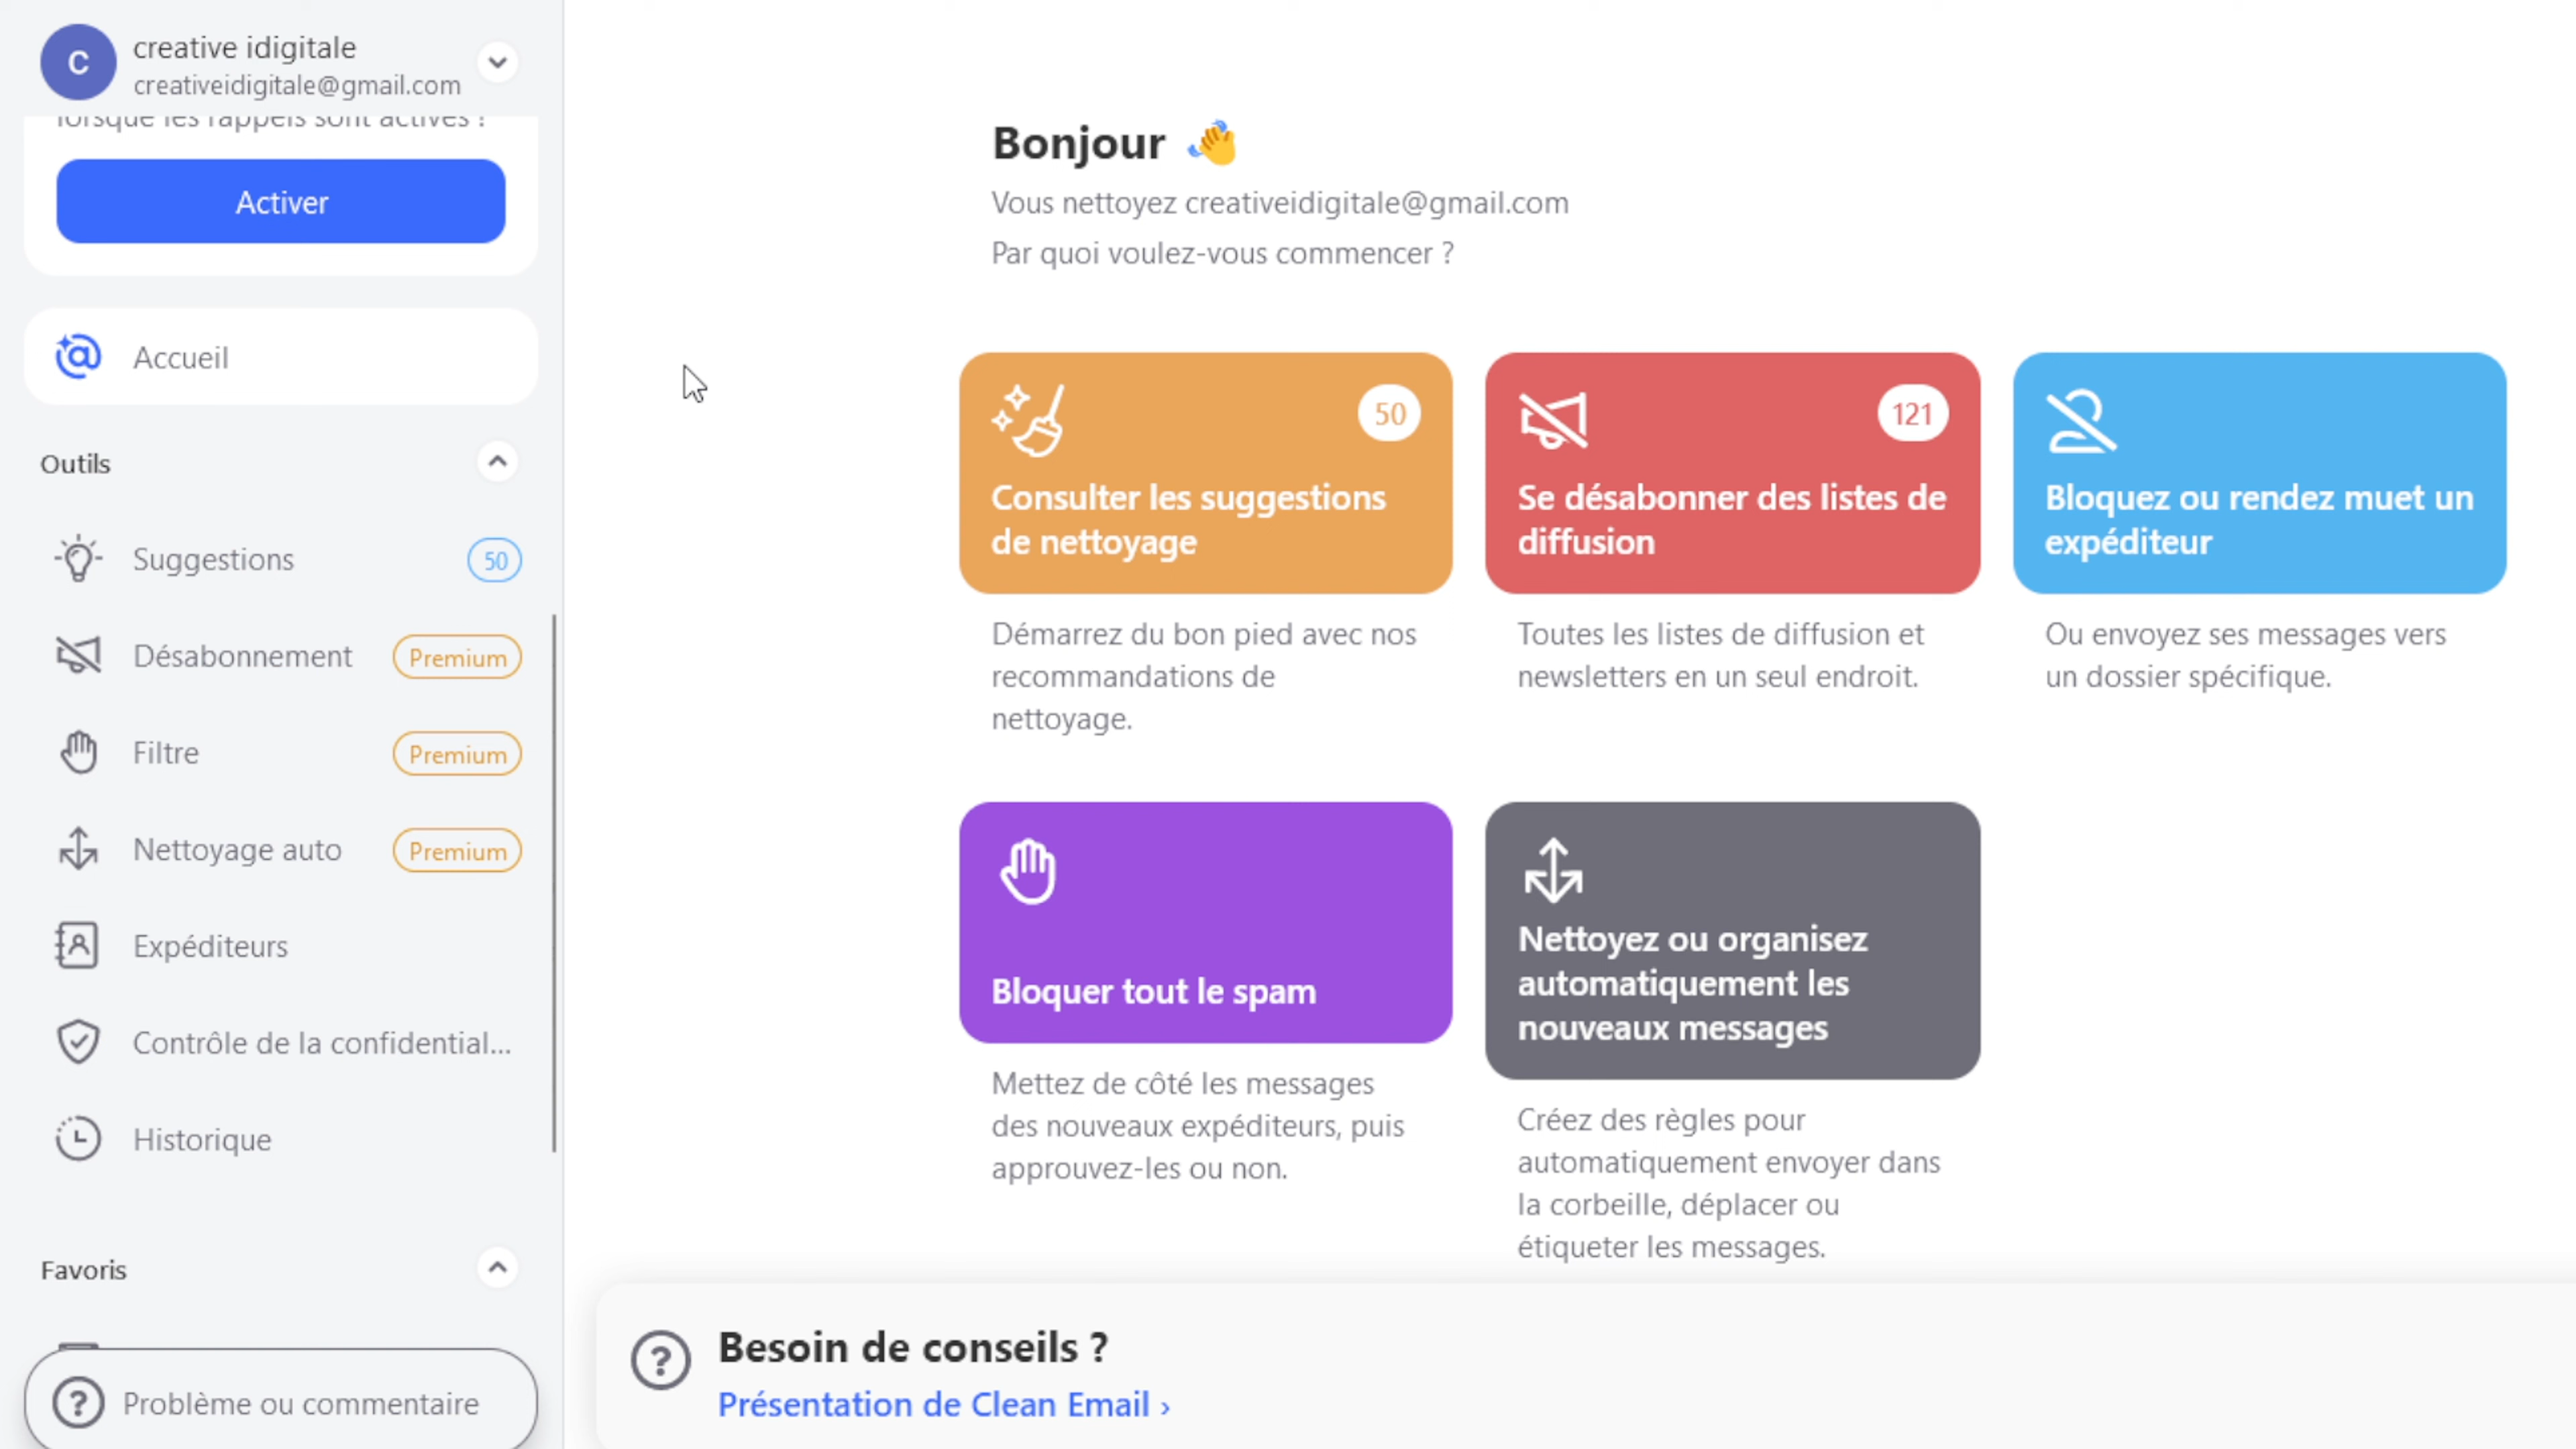 C
creative idigitale
creativeidigitale@gmail.com
lorsque les rappels sont activés !
Activer
Accueil
Outils
Suggestions 50
Désabonnement Premium
Filtre Premium
Nettoyage auto Premium
Expéditeurs
Contrôle de la confidential...
Historique
Favoris
? Problème ou commentaire
Bonjour 👋
Vous nettoyez creativeidigitale@gmail.com
Par quoi voulez-vous commencer ?
50
Consulter les suggestions
de nettoyage
Démarrez du bon pied avec nos
recommandations de
nettoyage.
121
Se désabonner des listes de
diffusion
Toutes les listes de diffusion et
newsletters en un seul endroit.
Bloquez ou rendez muet un
expéditeur
Ou envoyez ses messages vers
un dossier spécifique.
Bloquer tout le spam
Mettez de côté les messages
des nouveaux expéditeurs, puis
approuvez-les ou non.
Nettoyez ou organisez
automatiquement les
nouveaux messages
Créez des règles pour
automatiquement envoyer dans
la corbeille, déplacer ou
étiqueter les messages.
? Besoin de conseils ?
Présentation de Clean Email ›